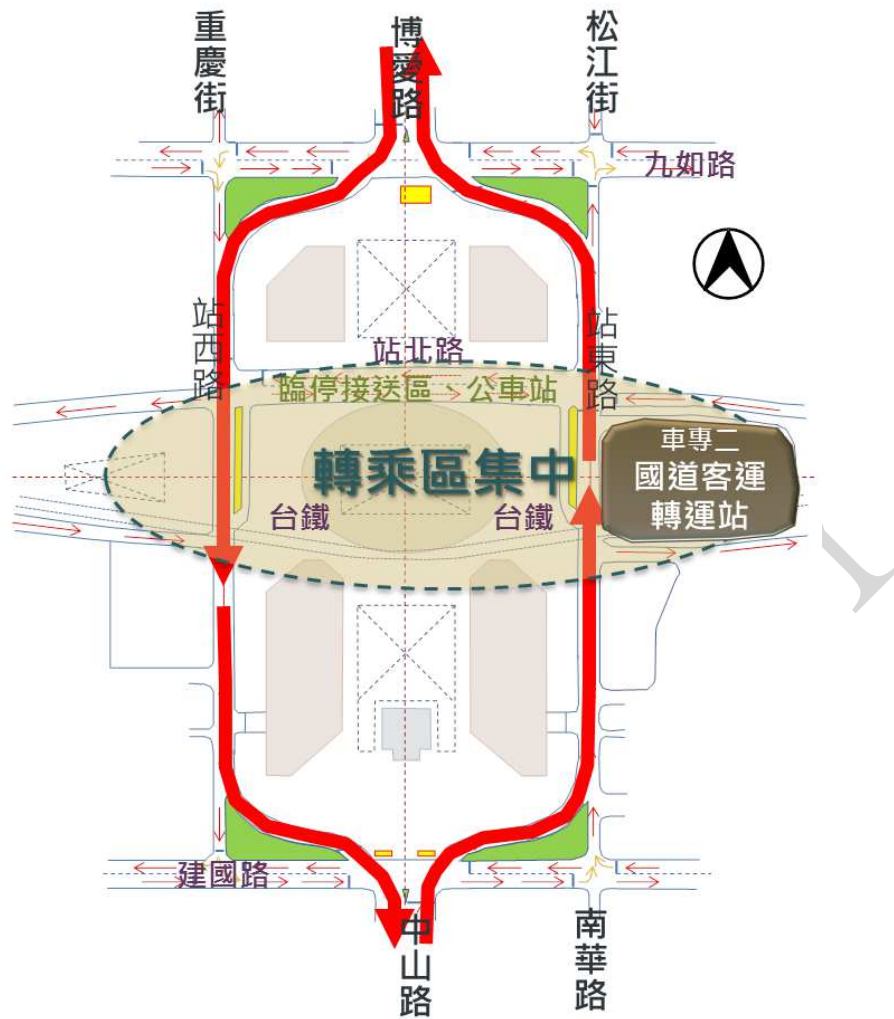 重慶街
博愛路
松江街
九如路
站西路
站北路
站東路
臨停接送區、公車站
轉乘區集中
車專二
國道客運
轉運站
台鐵
台鐵
建國路
中山路
南華路